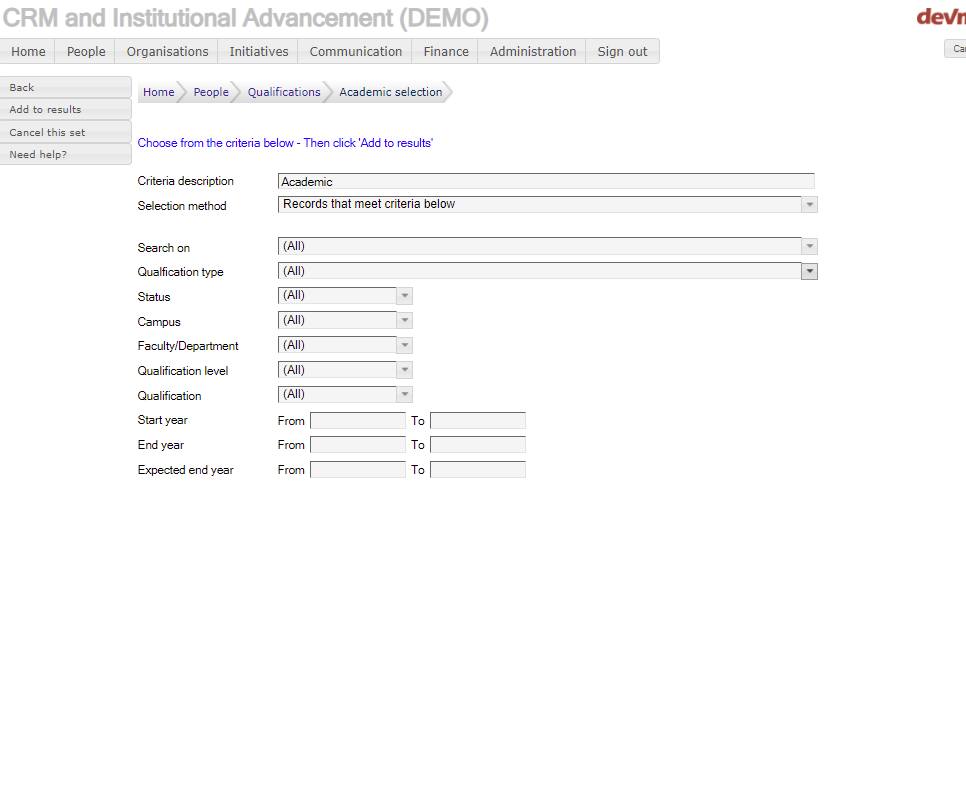 CRM and Institutional Advancement (DEMO)
Home People Organisations Initiatives Communication Finance Administration Sign out
Back
Add to results
Cancel this set
Need help?
Home People Qualifications Academic selection
Choose from the criteria below - Then click 'Add to results'
Criteria description Academic
Selection method Records that meet criteria below
Search on (All)
Qualfication type (All)
Status (All)
Campus (All)
Faculty/Department (All)
Qualification level (All)
Qualification (All)
Start year From To
End year From To
Expected end year From To